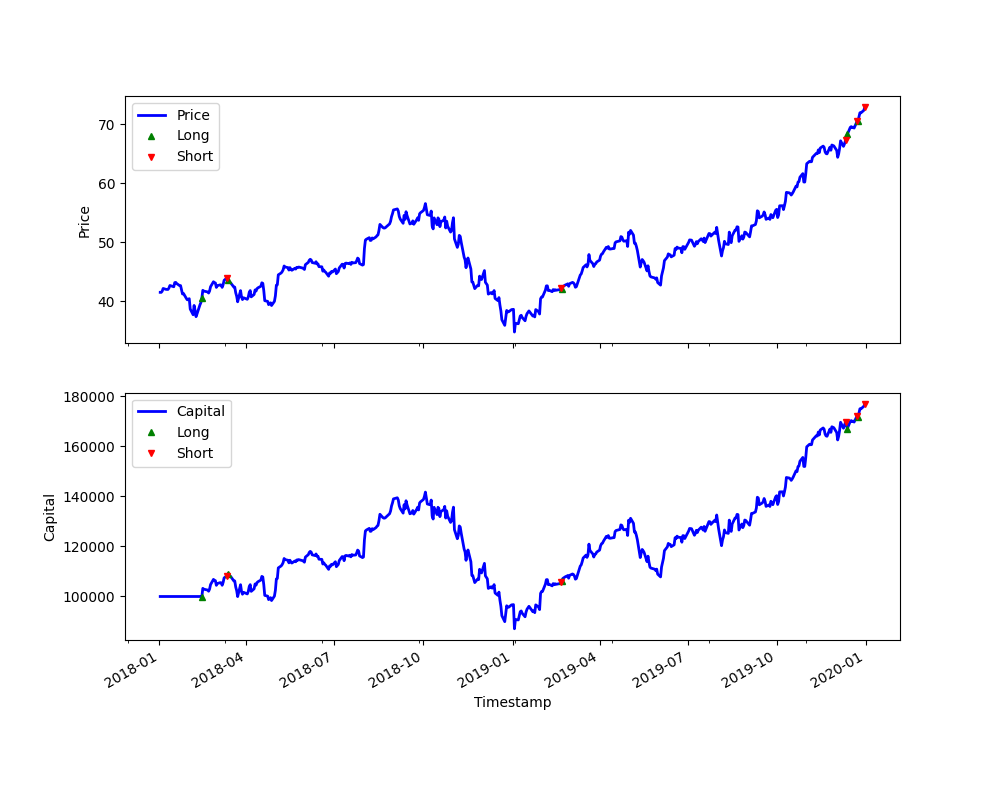 Price
Long
Short
70
60
50
40
Price
Capital
Long
Short
180000
160000
140000
120000
100000
Capital
2018-01
2018-04
2018-07
2018-10
2019-01
2019-04
2019-07
2019-10
2020-01
Timestamp